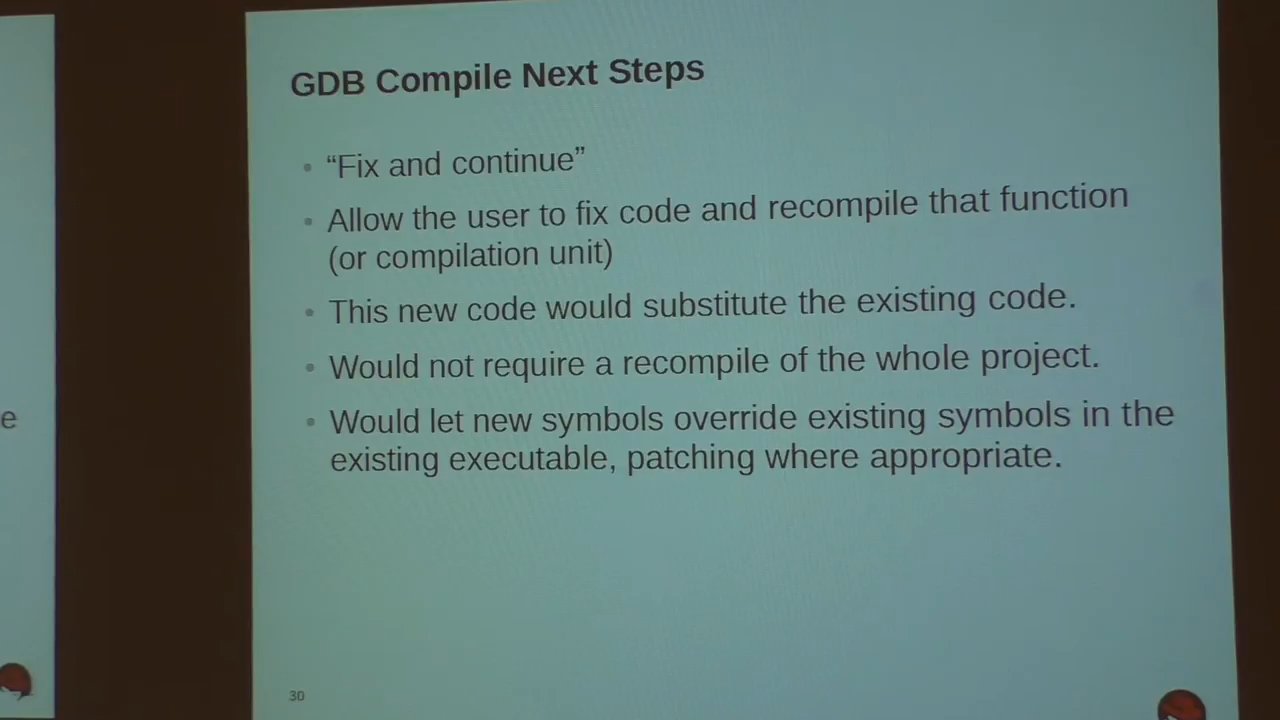 GDB Compile Next Steps
• “Fix and continue”
• Allow the user to fix code and recompile that function
(or compilation unit)
• This new code would substitute the existing code.
• Would not require a recompile of the whole project.
• Would let new symbols override existing symbols in the
existing executable, patching where appropriate.
e
30